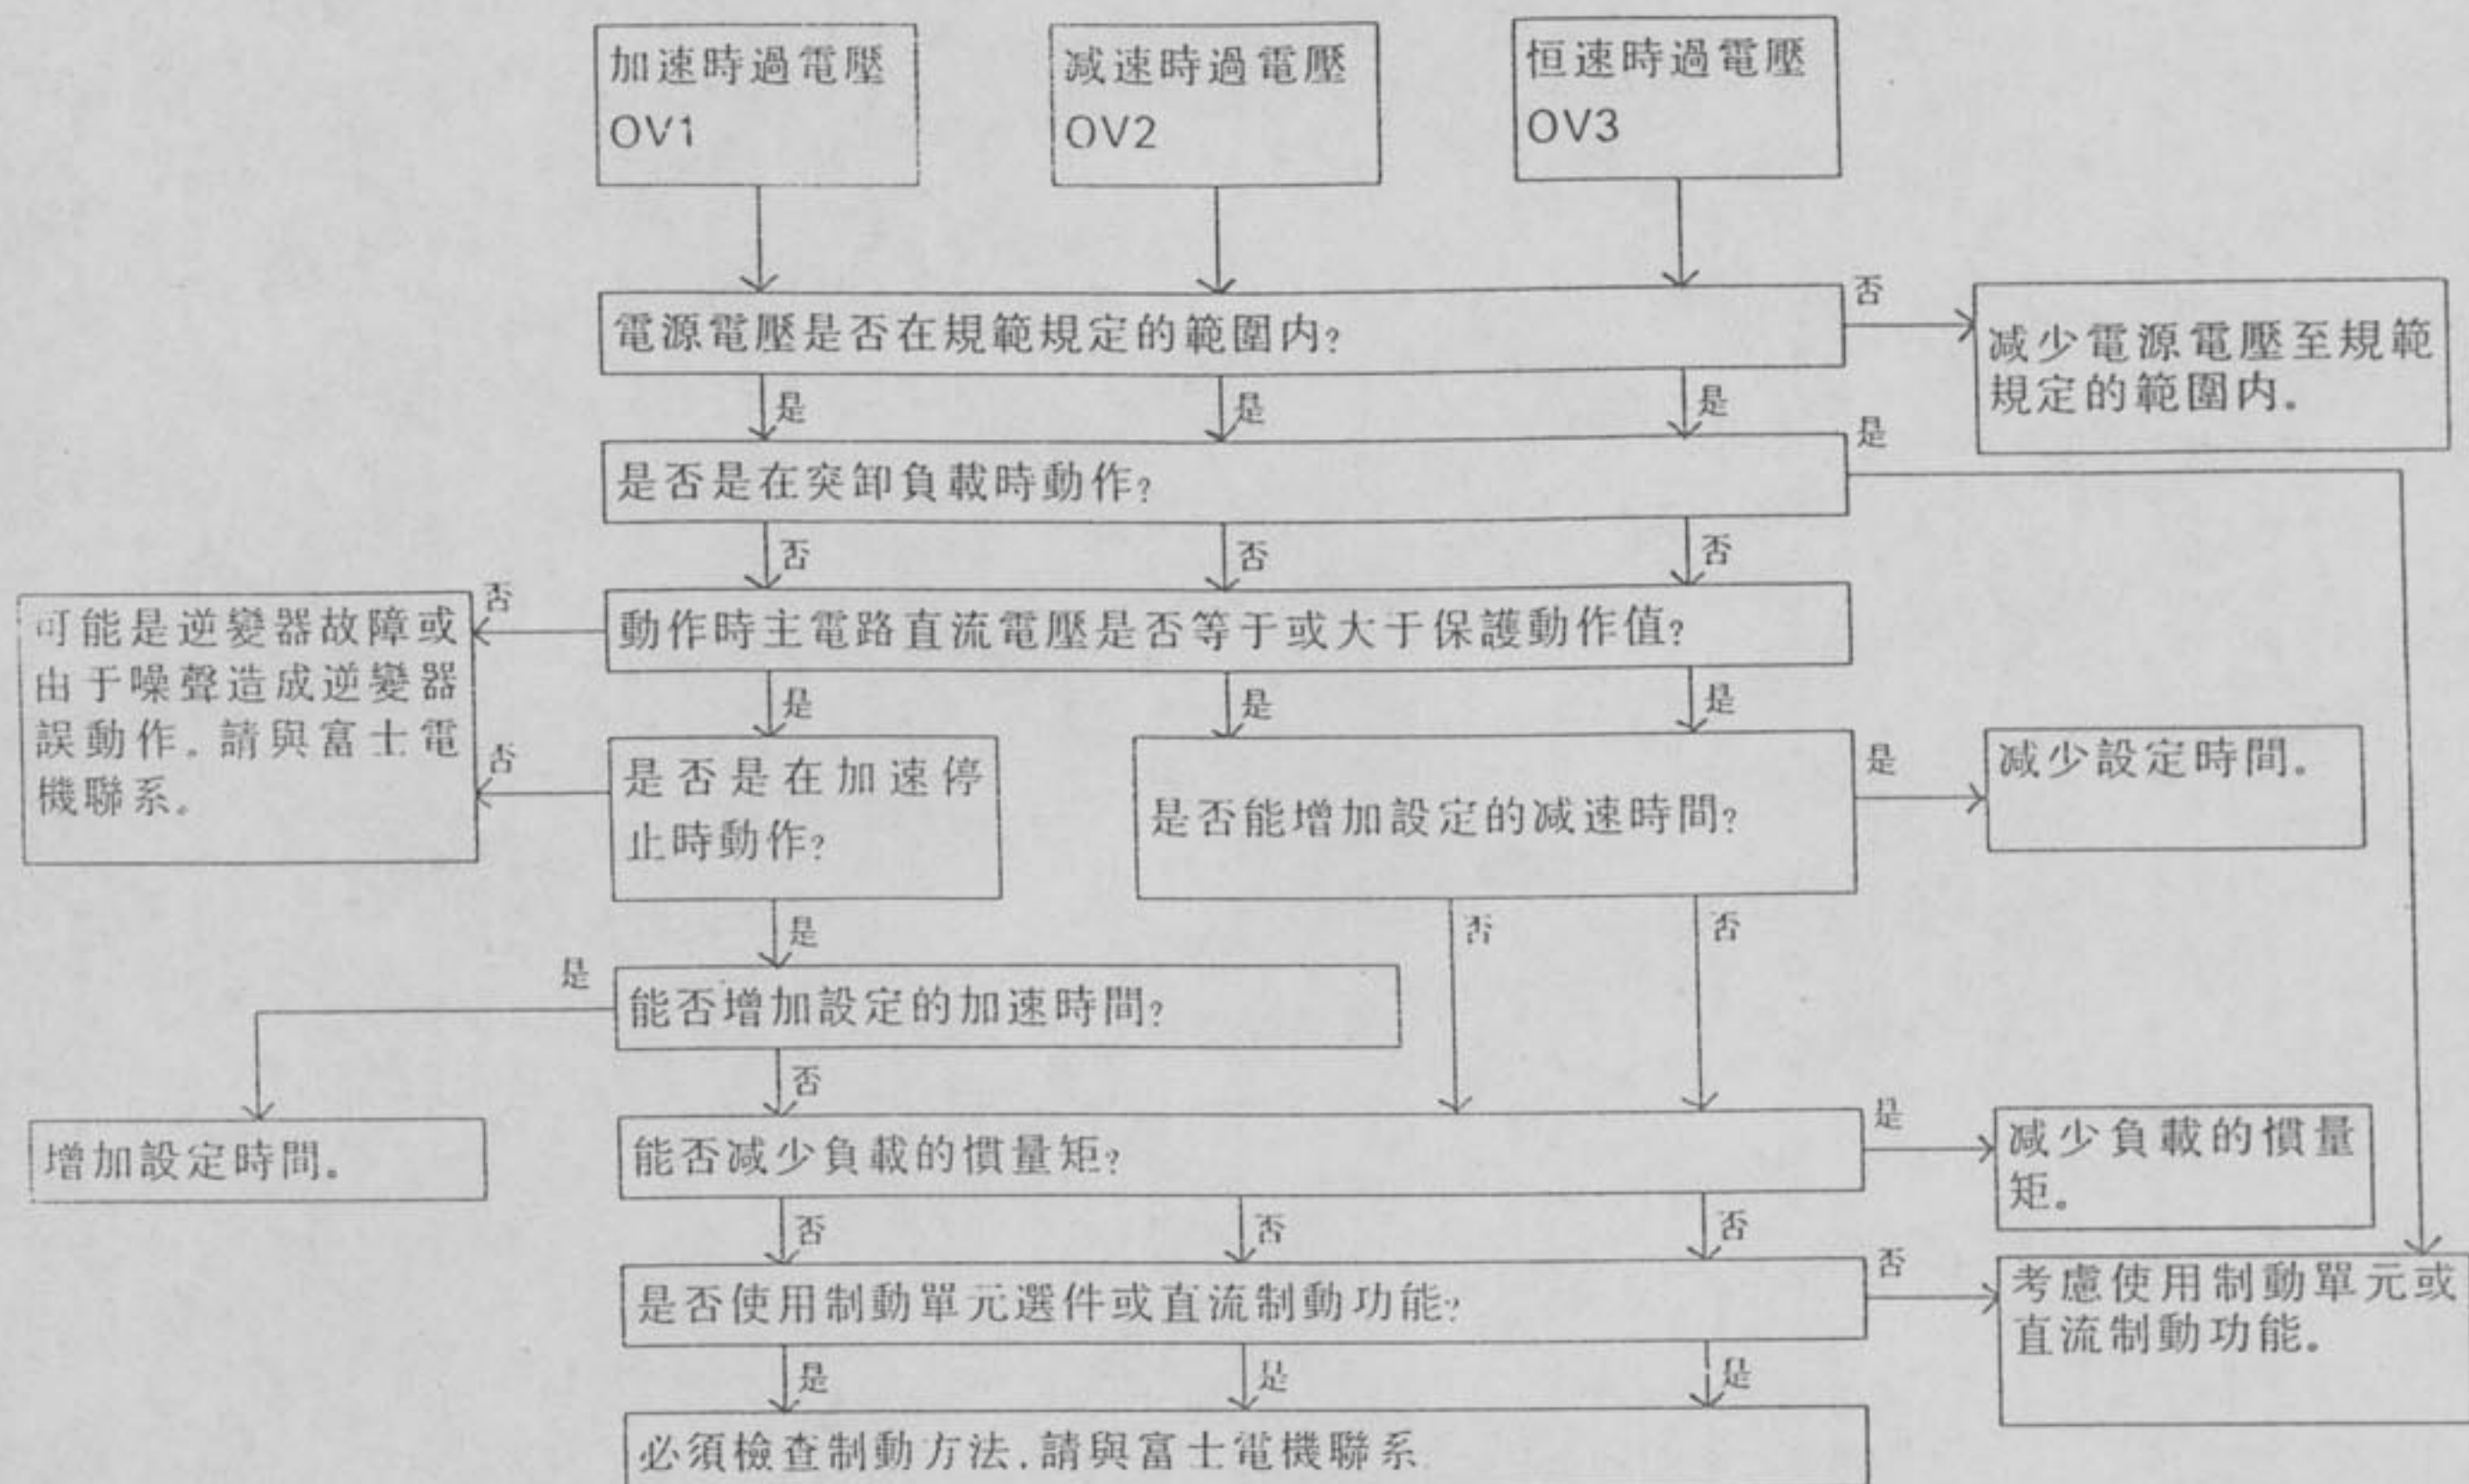 加速時過電壓
OV1
减速時過電壓
OV2
恒速時過電壓
OV3
電源電壓是否在規範規定的範圍内?
否
减少電源電壓至規範
規定的範圍内。
是
是
是
是否是在突卸負載時動作?
是
否
否
否
動作時主電路直流電壓是否等于或大于保護動作值?
否
可能是逆變器故障或
由于噪聲造成逆變器
誤動作。請與富士電
機聯系。
是
是
是
否
是否是在加速停
止時動作?
是否能增加設定的减速時間?
是
减少設定時間。
是
否
否
是
能否增加設定的加速時間?
否
增加設定時間。
能否减少負載的慣量矩?
是
减少負載的慣量
矩。
否
否
否
是否使用制動單元選件或直流制動功能?
否
考慮使用制動單元或
直流制動功能。
是
是
是
必須檢查制動方法.請與富士電機聯系